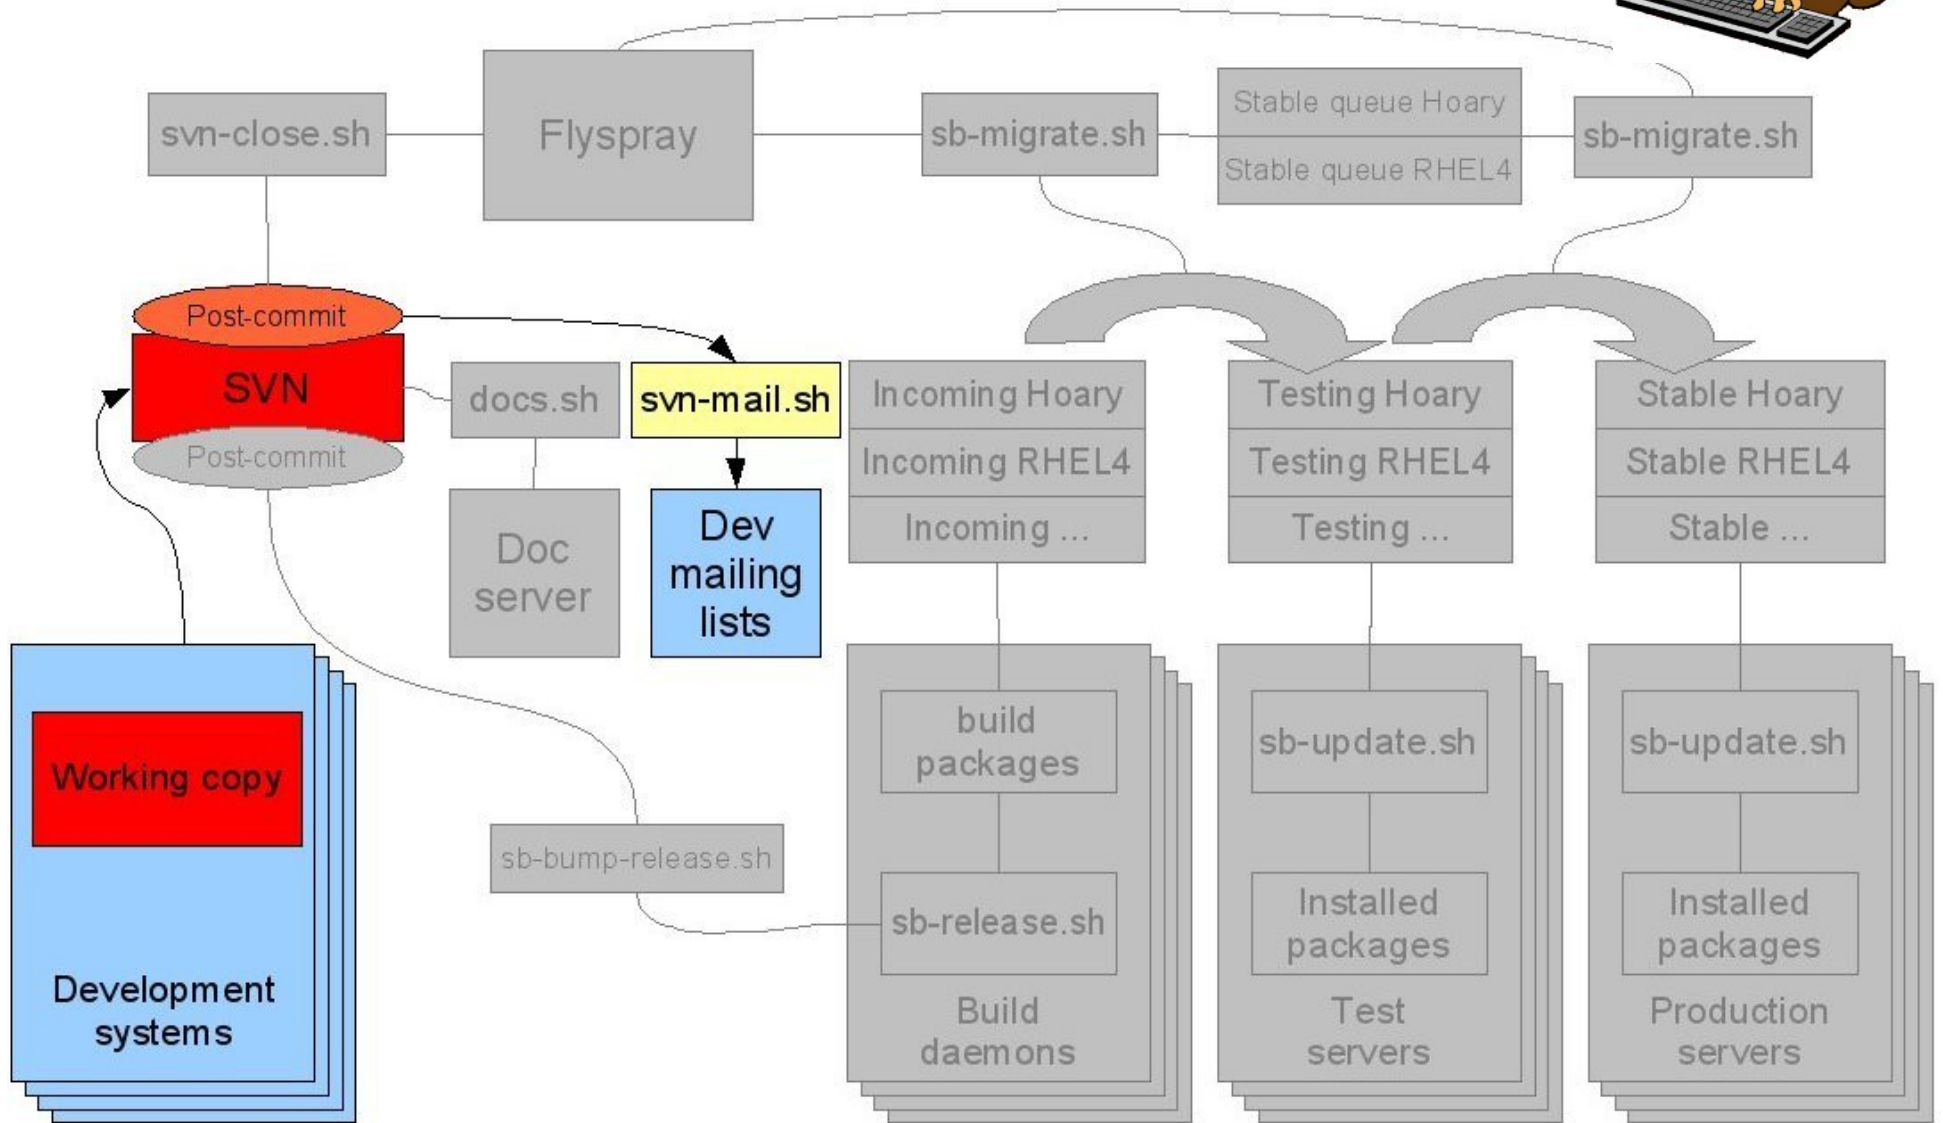 svn-close.sh
Flyspray
sb-migrate.sh
Stable queue Hoary
Stable queue RHEL4
sb-migrate.sh
Post-commit
SVN
Post-commit
docs.sh
svn-mail.sh
Doc
server
Dev
mailing
lists
Incoming Hoary
Incoming RHEL4
Incoming ...
Testing Hoary
Testing RHEL4
Testing ...
Stable Hoary
Stable RHEL4
Stable ...
Working copy
Development
systems
sb-bump-release.sh
build
packages
sb-release.sh
Build
daemons
sb-update.sh
Installed
packages
Test
servers
sb-update.sh
Installed
packages
Production
servers